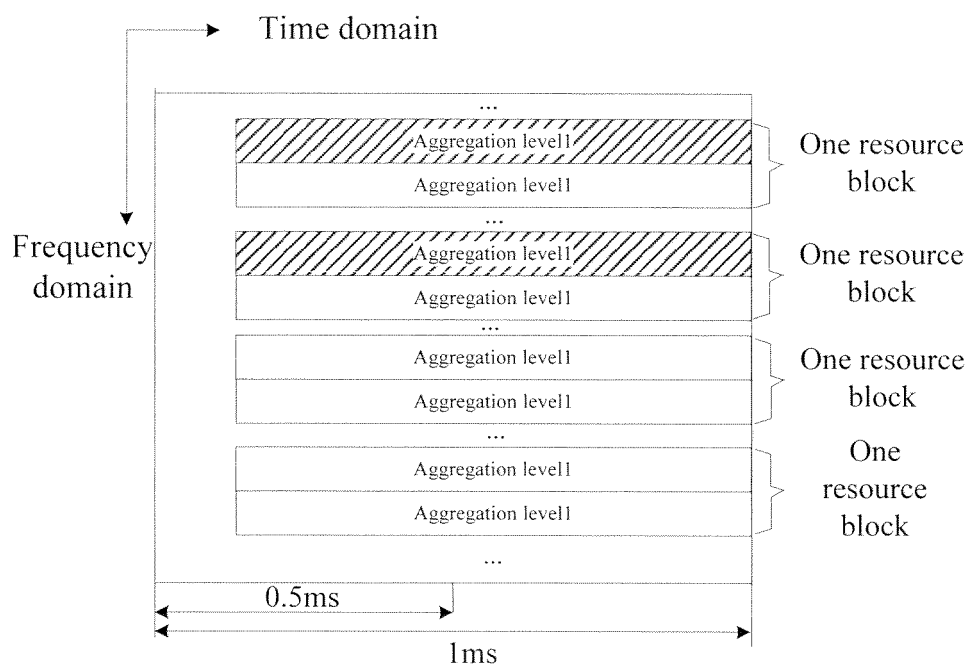 Time domain
...
Aggregation level1
Aggregation level1
One resource
block
...
Frequency
domain
Aggregation level1
Aggregation level1
One resource
block
...
Aggregation level1
Aggregation level1
One resource
block
...
Aggregation level1
Aggregation level1
One
resource
block
...
0.5ms
1ms